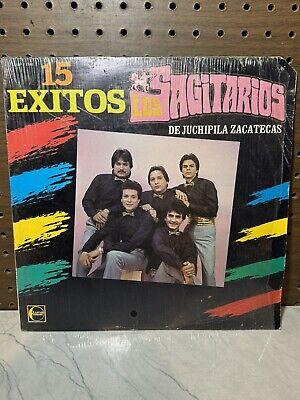 15
EXITOS
LOS
SAGITARIOS
DE JUCHIPILA ZACATECAS